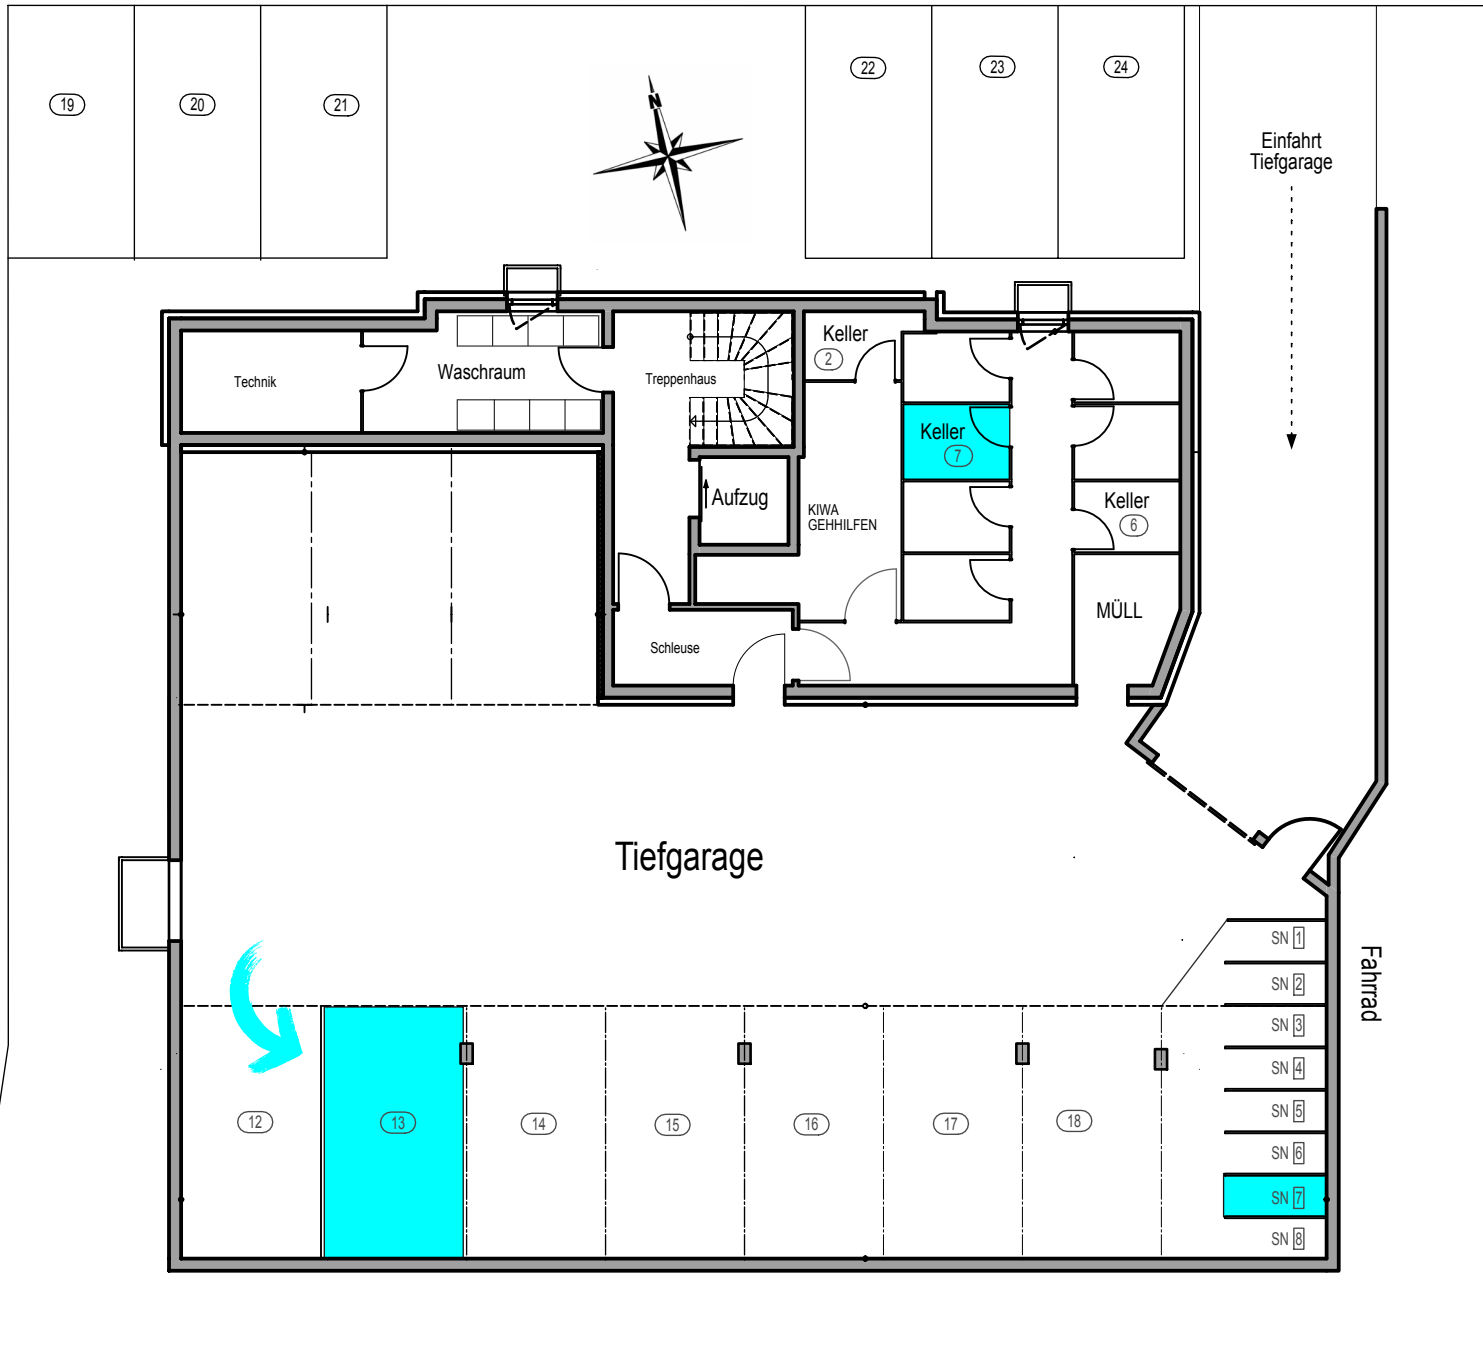 19
20
21
22
23
24
N
Einfahrt
Tiefgarage
Technik
Waschraum
Treppenhaus
Keller
2
Keller
7
Aufzug
KIWA
GEHHILFEN
Keller
6
MÜLL
Schleuse
Tiefgarage
Fahrrad
SN 1
SN 2
SN 3
SN 4
SN 5
SN 6
SN 7
SN 8
12
13
14
15
16
17
18